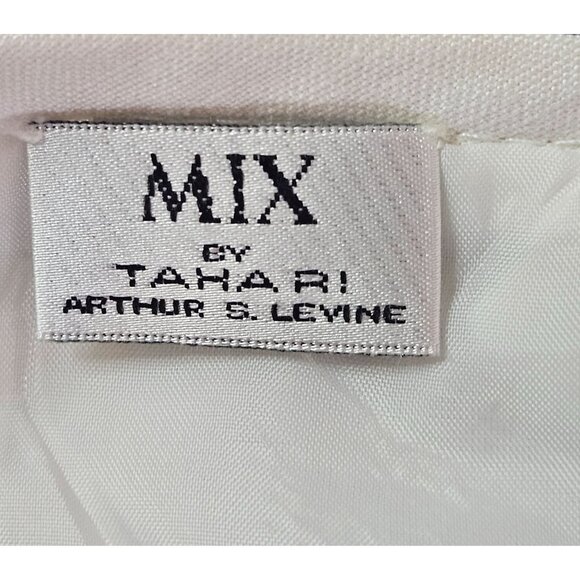 MIX
BY
TAHARI
ARTHUR S. LEVINE